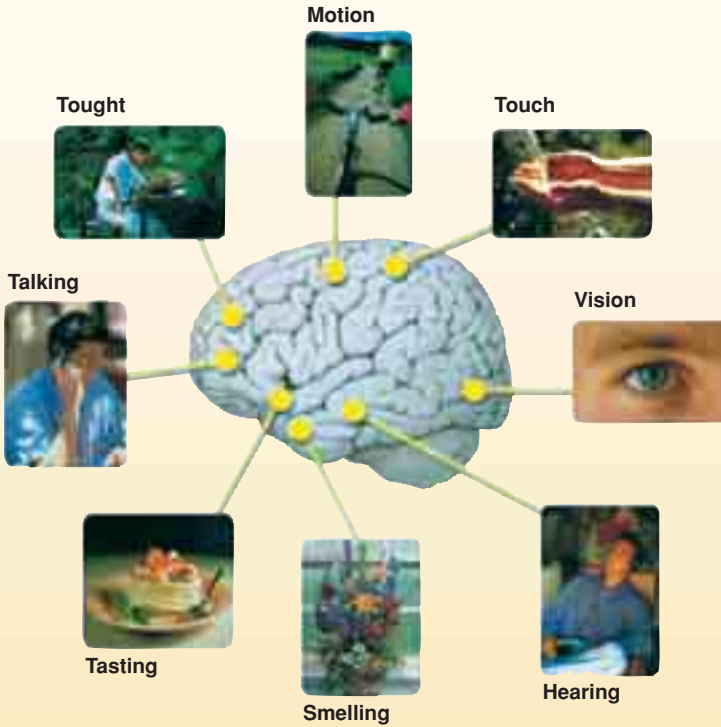 Motion
Tought
Touch
Talking
Vision
Tasting
Smelling
Hearing